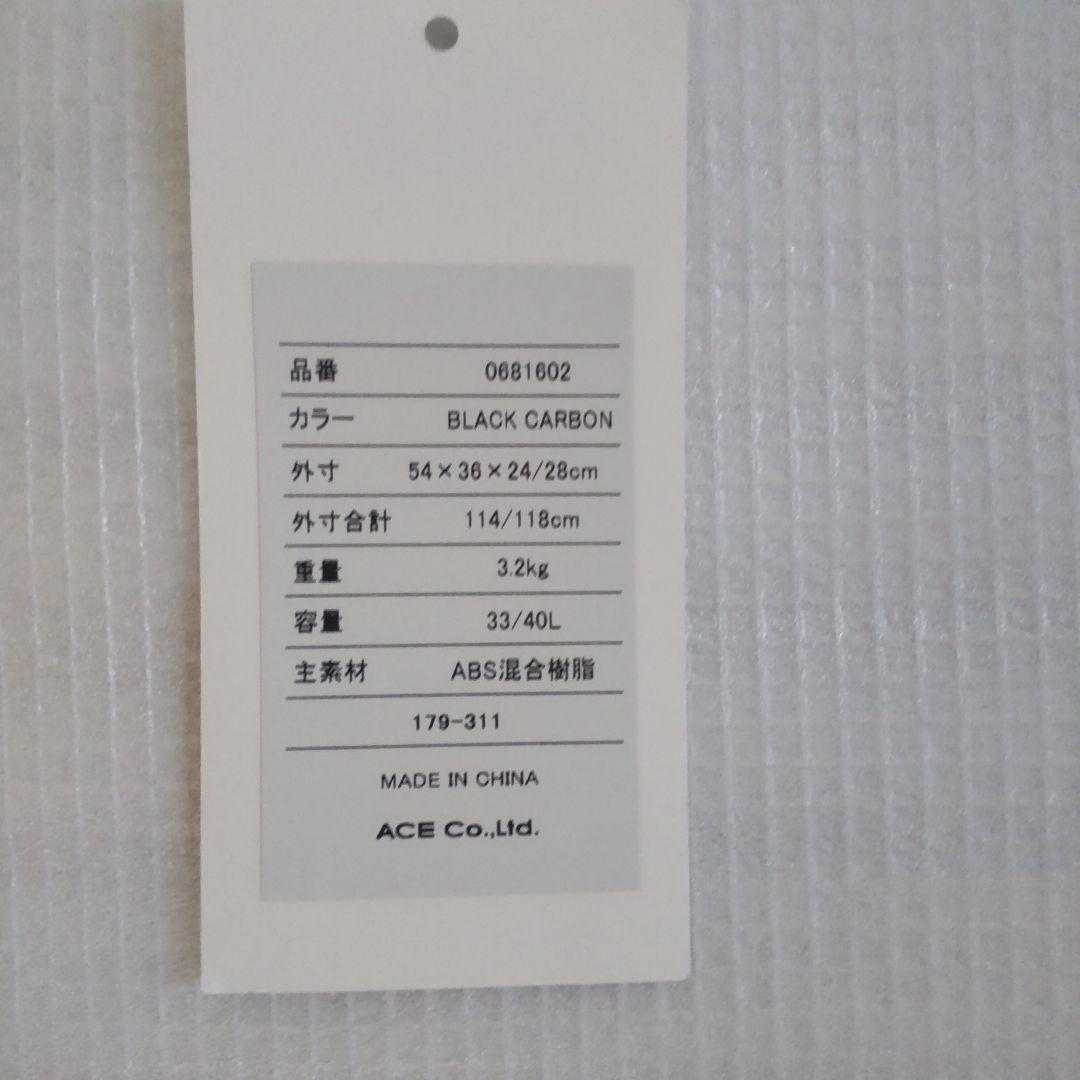 品番 0681602
カラー BLACK CARBON
外寸 54×36×24/28cm
外寸合計 114/118cm
重量 3.2kg
容量 33/40L
主素材 ABS混合樹脂
179-311
MADE IN CHINA
ACE Co.,Ltd.